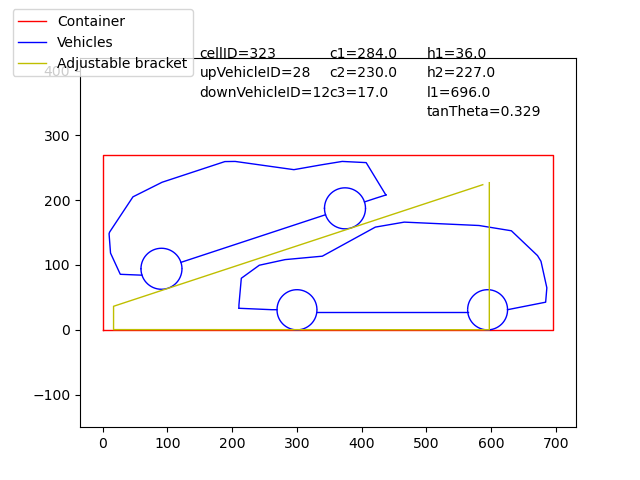 Container
Vehicles
Adjustable bracket
cellID=323 c1=284.0 h1=36.0
upVehicleID=28 c2=230.0 h2=227.0
downVehicleID=12c3=17.0 l1=696.0
tanTheta=0.329
400
300
200
100
0
−100
0 100 200 300 400 500 600 700